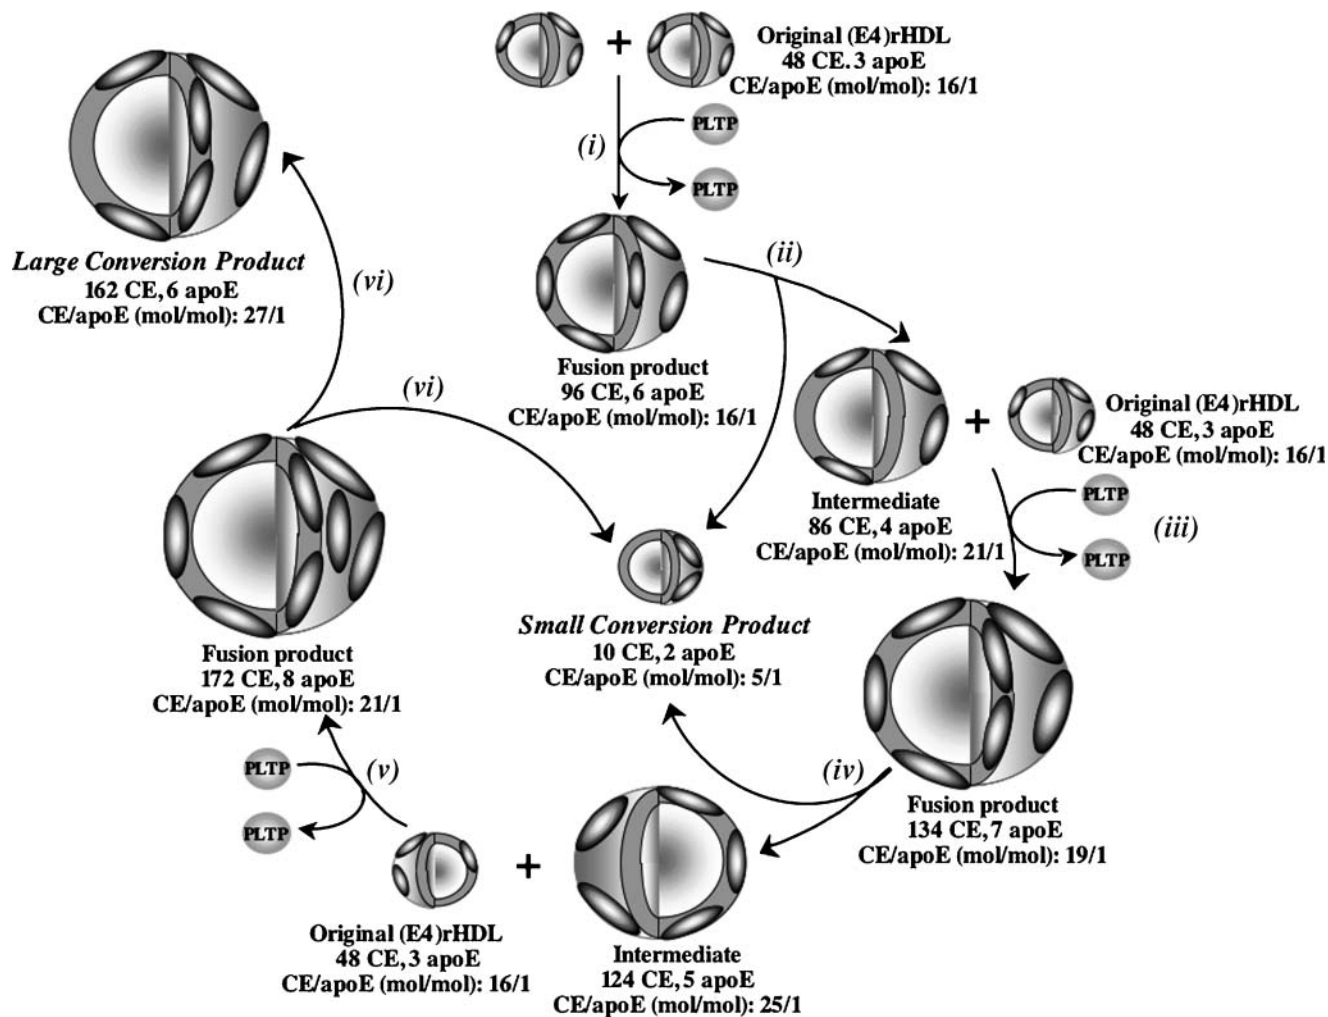 Original (E4)rHDL
48 CE. 3 apoE
CE/apoE (mol/mol): 16/1
+
(i)
PLTP
PLTP
Fusion product
96 CE, 6 apoE
CE/apoE (mol/mol): 16/1
(ii)
Intermediate
86 CE, 4 apoE
CE/apoE (mol/mol): 21/1
+
Original (E4)rHDL
48 CE, 3 apoE
CE/apoE (mol/mol): 16/1
PLTP
(iii)
PLTP
Fusion product
134 CE, 7 apoE
CE/apoE (mol/mol): 19/1
(iv)
Small Conversion Product
10 CE, 2 apoE
CE/apoE (mol/mol): 5/1
Intermediate
124 CE, 5 apoE
CE/apoE (mol/mol): 25/1
+
Original (E4)rHDL
48 CE, 3 apoE
CE/apoE (mol/mol): 16/1
PLTP
(v)
PLTP
Fusion product
172 CE, 8 apoE
CE/apoE (mol/mol): 21/1
(vi)
(vi)
Large Conversion Product
162 CE, 6 apoE
CE/apoE (mol/mol): 27/1